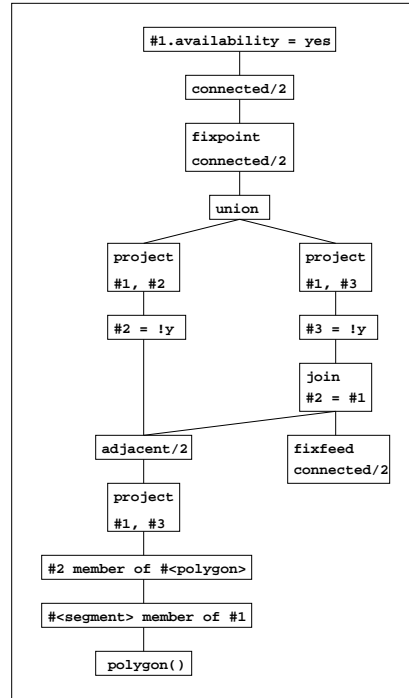 #1.availability = yes
connected/2
fixpoint
connected/2
union
project
#1, #2
project
#1, #3
#2 = !y
#3 = !y
join
#2 = #1
adjacent/2
fixfeed
connected/2
project
#1, #3
#2 member of #<polygon>
#<segment> member of #1
polygon()